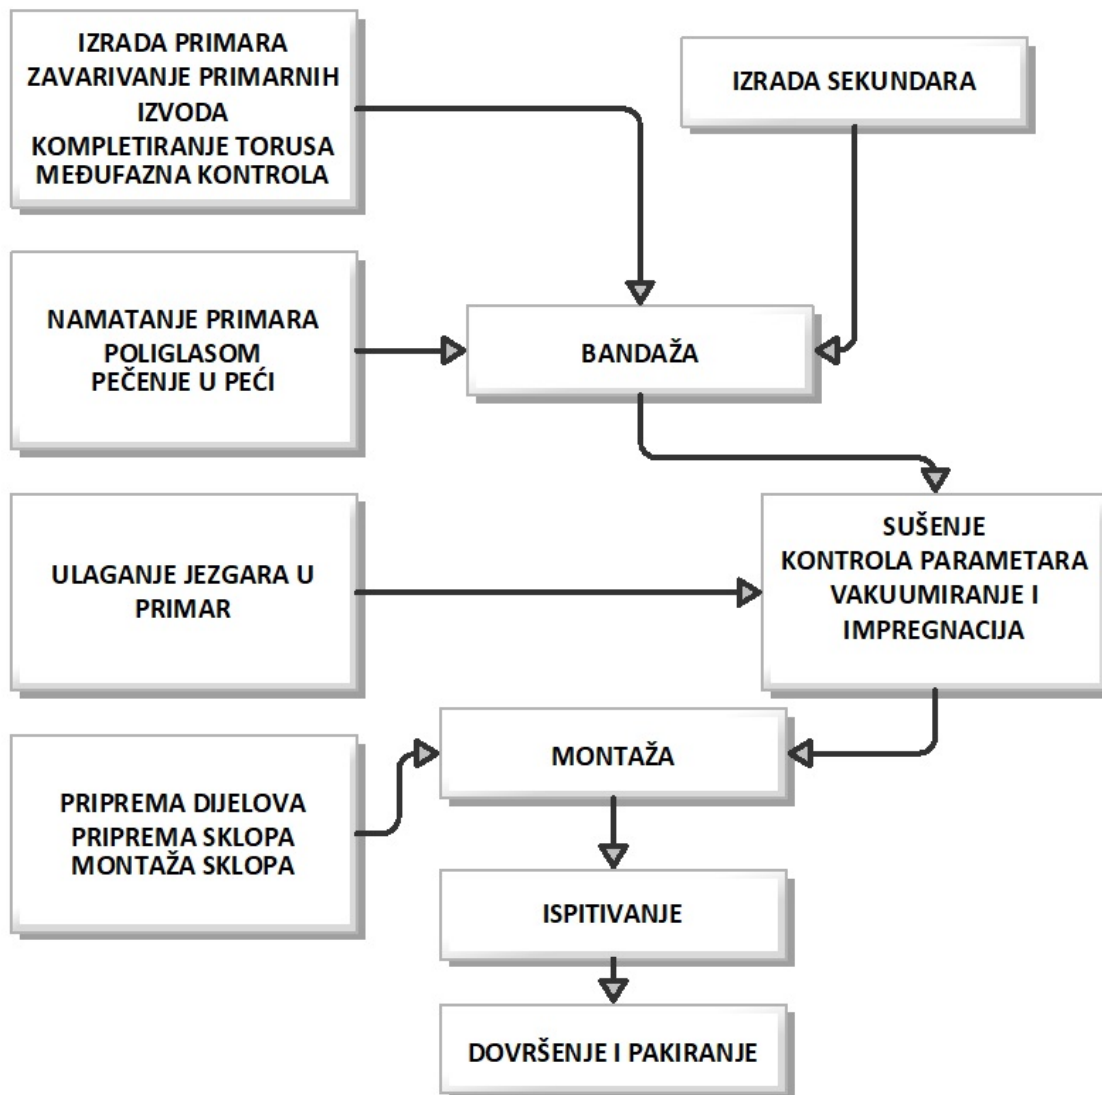 IZRADA PRIMARA
ZAVARIVANJE PRIMARNIH
IZVODA
KOMPLETIRANJE TORUSA
MEĐUFAZNA KONTROLA
IZRADA SEKUNDARA
NAMATANJE PRIMARA
POLIGLASOM
PEČENJE U PEĆI
BANDAŽA
ULAGANJE JEZGARA U
PRIMAR
SUŠENJE
KONTROLA PARAMETARA
VAKUUMIRANJE I
IMPREGNACIJA
PRIPREMA DIJELOVA
PRIPREMA SKLOPA
MONTAŽA SKLOPA
MONTAŽA
ISPITIVANJE
DOVRŠENJE I PAKIRANJE